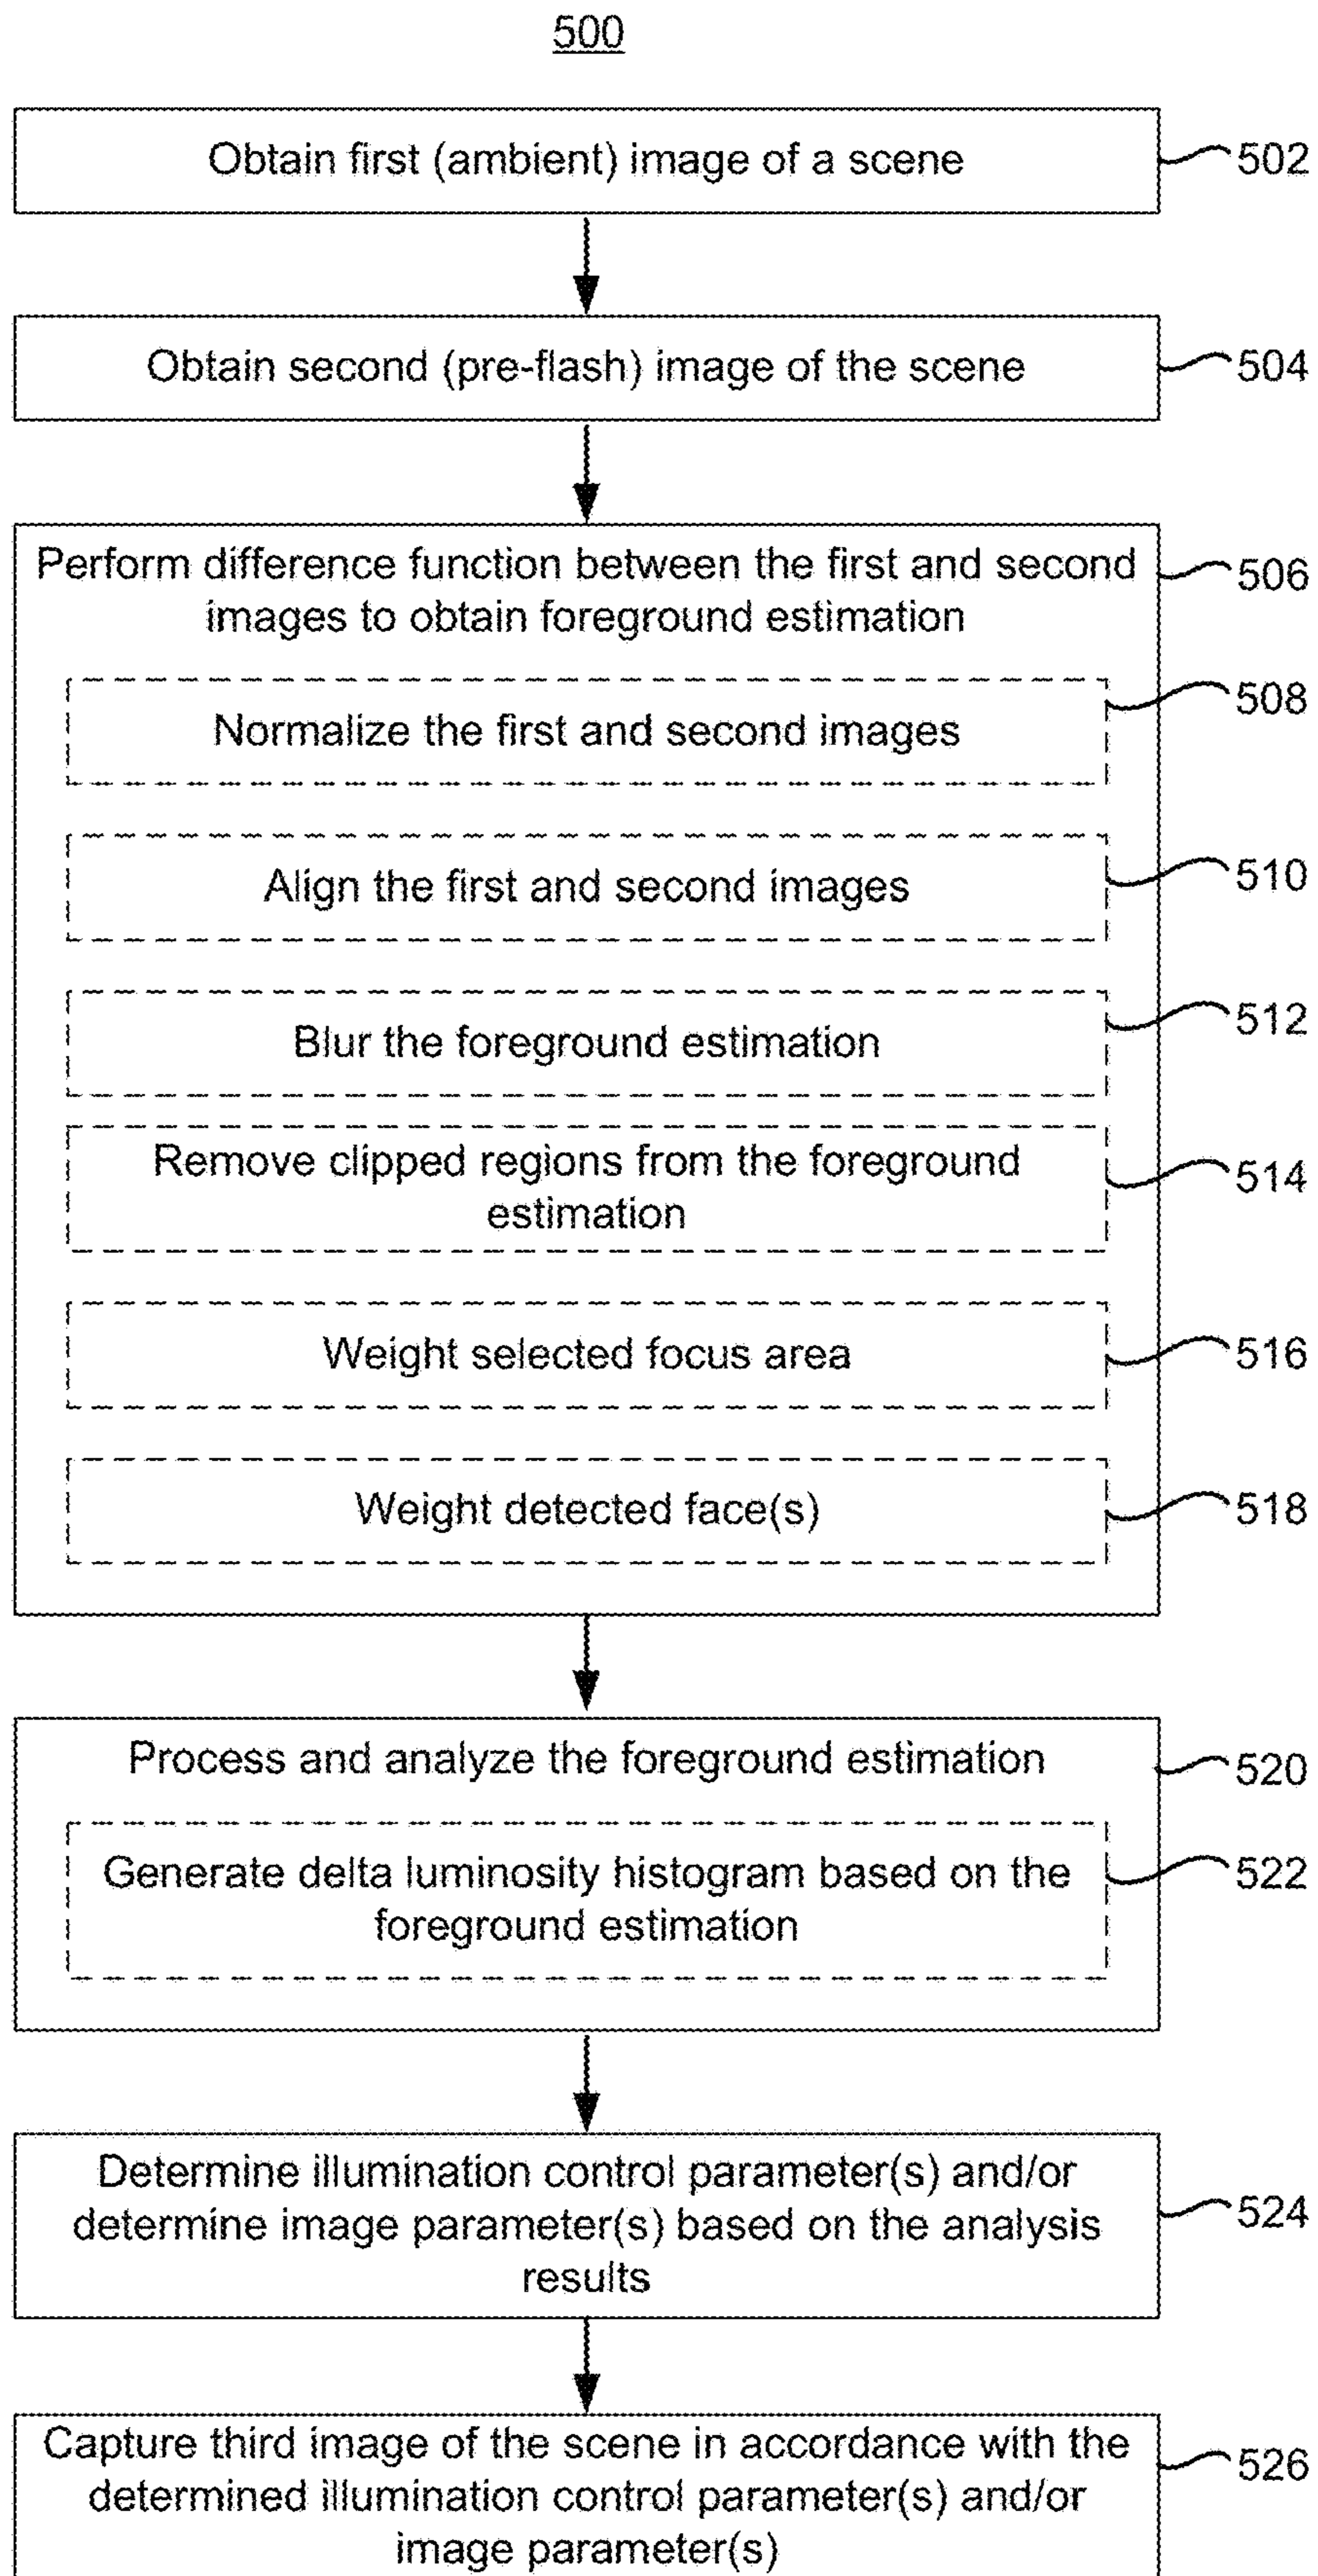 500
Obtain first (ambient) image of a scene
502
Obtain second (pre-flash) image of the scene
504
Perform difference function between the first and second
images to obtain foreground estimation
506
Normalize the first and second images
508
Align the first and second images
510
Blur the foreground estimation
512
Remove clipped regions from the foreground
estimation
514
Weight selected focus area
516
Weight detected face(s)
518
Process and analyze the foreground estimation
520
Generate delta luminosity histogram based on the
foreground estimation
522
Determine illumination control parameter(s) and/or
determine image parameter(s) based on the analysis
results
524
Capture third image of the scene in accordance with the
determined illumination control parameter(s) and/or
image parameter(s)
526